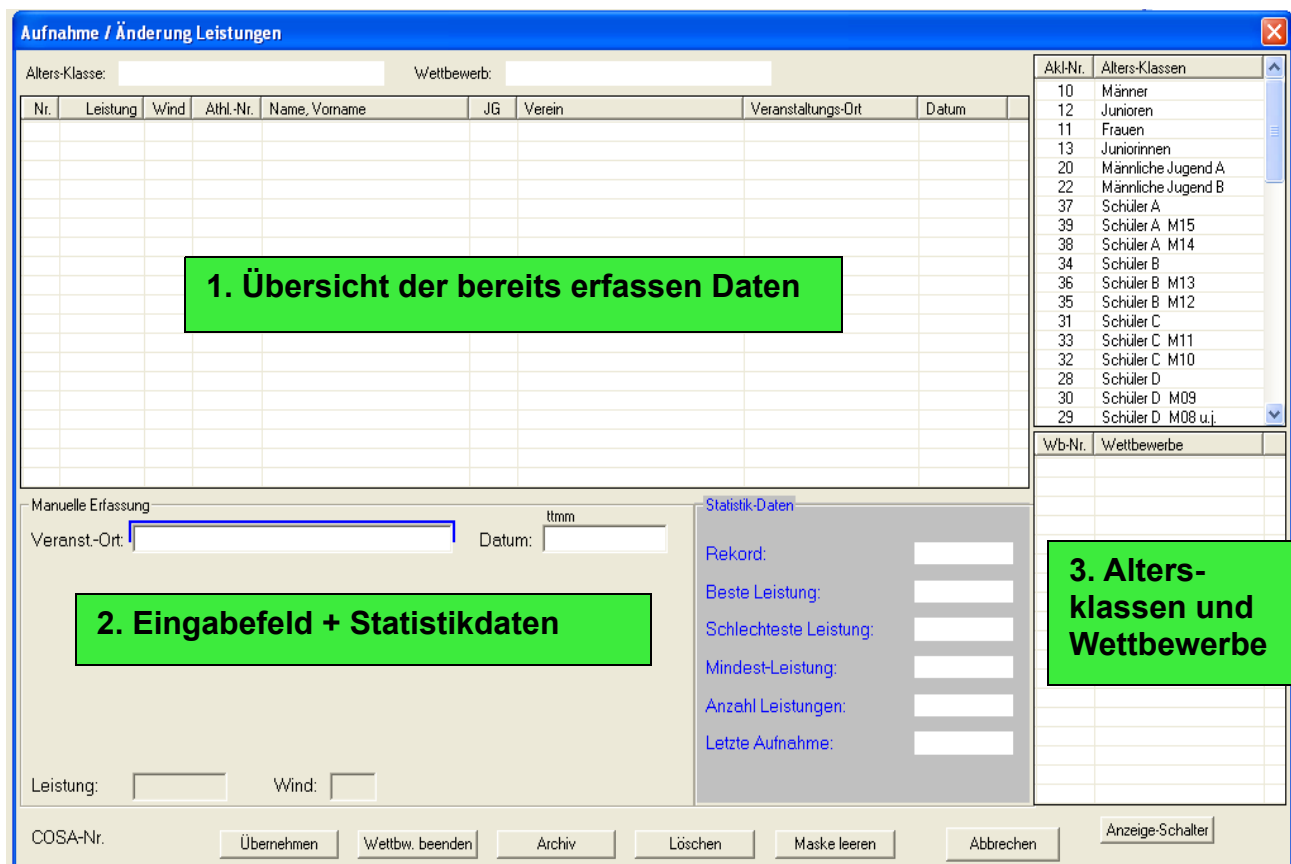 Aufnahme / Änderung Leistungen
Alters-Klasse: Wettbewerb:
Nr. Leistung Wind Athl.-Nr. Name, Vorname JG Verein Veranstaltungs-Ort Datum
1. Übersicht der bereits erfassen Daten
Akl-Nr. Alters-Klassen
10 Männer
12 Junioren
11 Frauen
13 Juniorinnen
20 Männliche Jugend A
22 Männliche Jugend B
37 Schüler A
39 Schüler A M15
38 Schüler A M14
34 Schüler B
36 Schüler B M13
35 Schüler B M12
31 Schüler C
33 Schüler C M11
32 Schüler C M10
28 Schüler D
30 Schüler D M09
29 Schüler D M08 u.j.
Wb-Nr. Wettbewerbe
3. Alters-
klassen und
Wettbewerbe
Manuelle Erfassung
ttmm
Veranst.-Ort: Datum:
2. Eingabefeld + Statistikdaten
Leistung: Wind:
Statistik-Daten
Rekord:
Beste Leistung:
Schlechteste Leistung:
Mindest-Leistung:
Anzahl Leistungen:
Letzte Aufnahme:
COSA-Nr. Übernehmen Wettbw. beenden Archiv Löschen Maske leeren Abbrechen Anzeige-Schalter